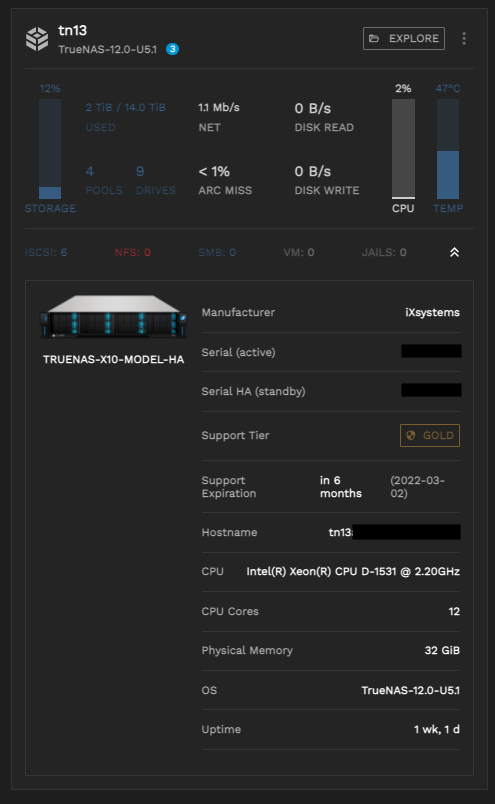 tn13
TrueNAS-12.0-U5.1 3
EXPLORE
12%
2 TiB / 14.0 TiB
USED
1.1 Mb/s
NET
0 B/s
DISK READ
2%
47°C
4
POOLS
9
DRIVES
< 1%
ARC MISS
0 B/s
DISK WRITE
STORAGE
CPU
TEMP
ISCSI: 6 NFS: 0 SMB: 0 VM: 0 JAILS: 0
TRUENAS-X10-MODEL-HA
Manufacturer iXsystems
Serial (active)
Serial HA (standby)
Support Tier GOLD
Support Expiration in 6 months (2022-03-02)
Hostname tn13
CPU Intel(R) Xeon(R) CPU D-1531 @ 2.20GHz
CPU Cores 12
Physical Memory 32 GiB
OS TrueNAS-12.0-U5.1
Uptime 1 wk, 1 d